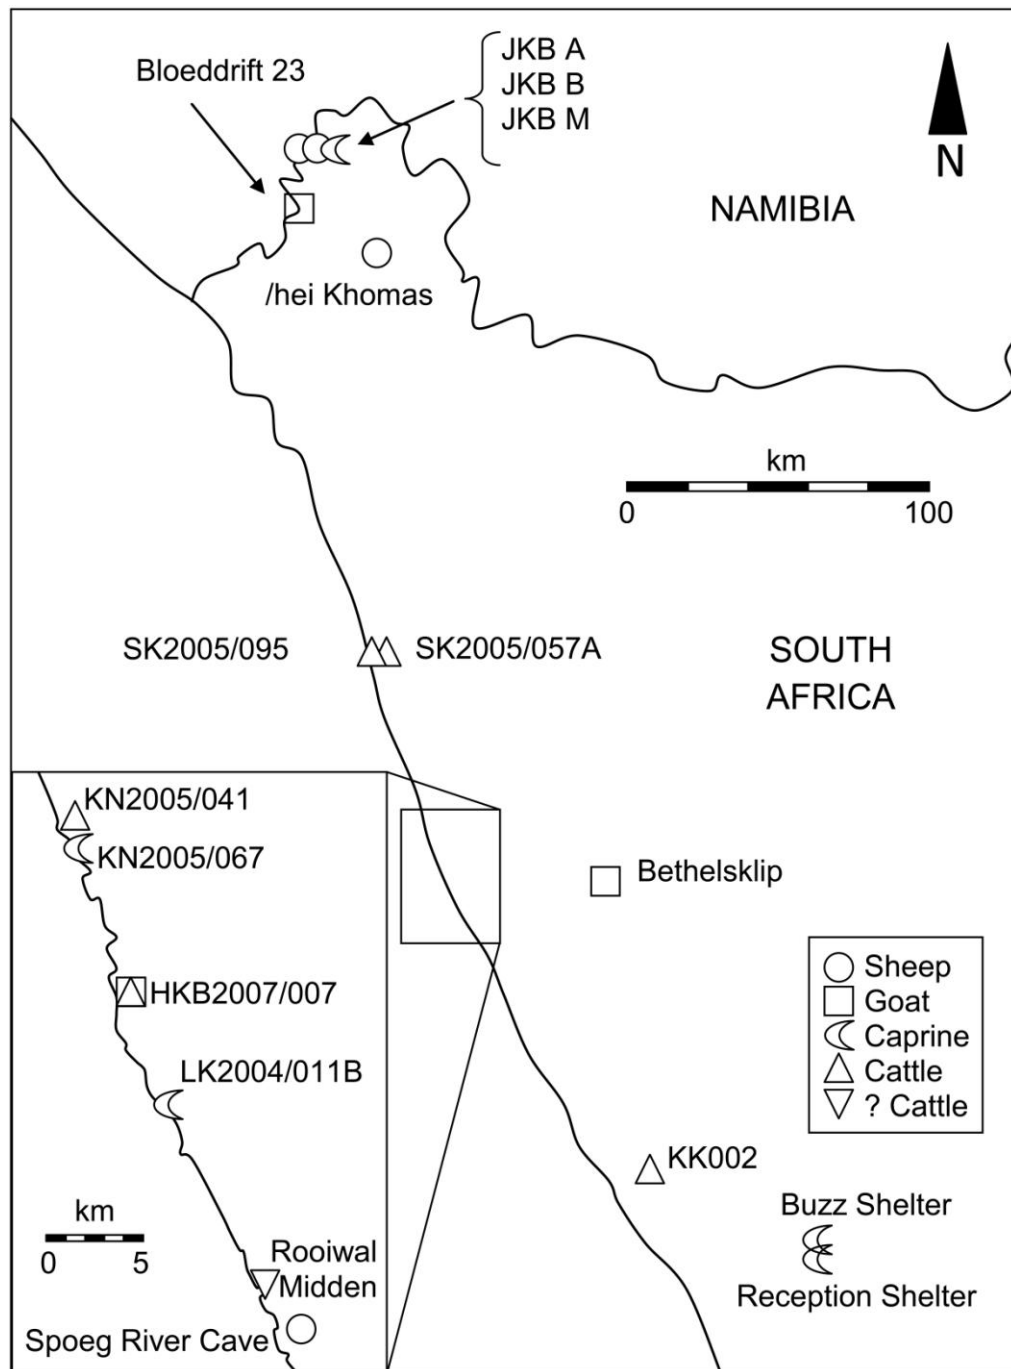 JKB A
JKB B
JKB M
Bloeddrift 23
N
NAMIBIA
/hei Khomas
km
0 100
SK2005/095
SK2005/057A
SOUTH
AFRICA
KN2005/041
KN2005/067
HKB2007/007
LK2004/011B
km
0 5
Rooiwal
Midden
Spoeg River Cave
Bethelsklip
Sheep
Goat
Caprine
Cattle
? Cattle
KK002
Buzz Shelter
Reception Shelter